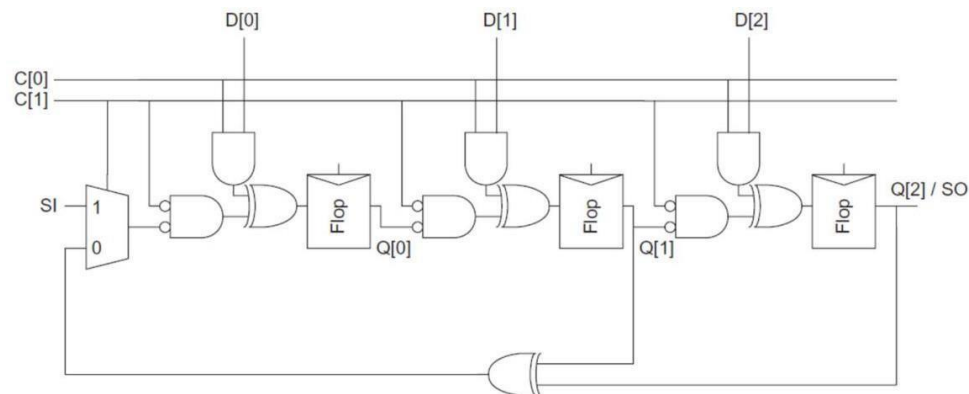 D[0] D[1] D[2]
C[0]
C[1]
SI 1 Flop Flop Flop Q[2] / SO
0 Q[0] Q[1]